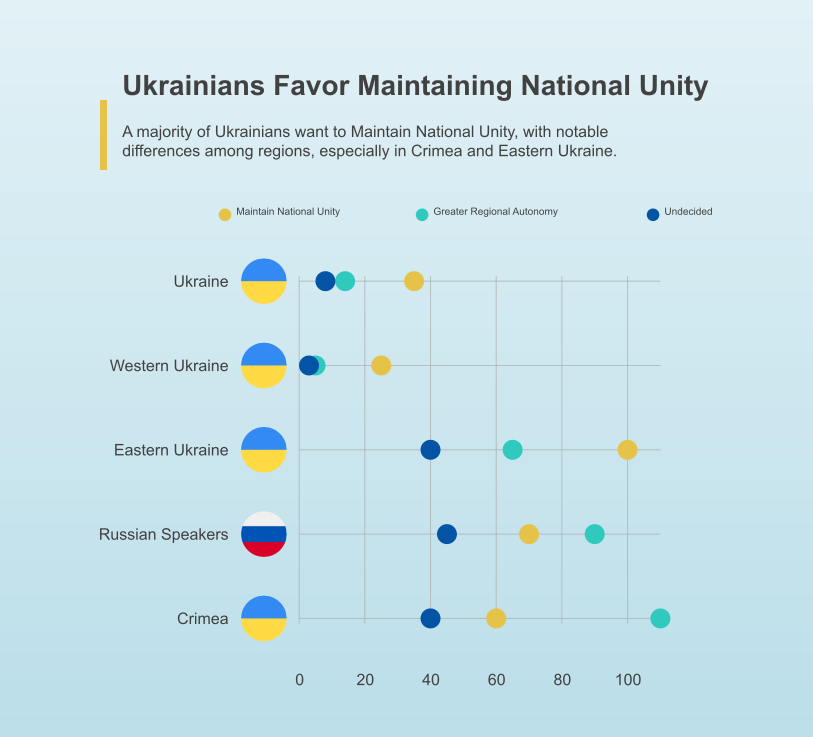 Ukrainians Favor Maintaining National Unity
A majority of Ukrainians want to Maintain National Unity, with notable
differences among regions, especially in Crimea and Eastern Ukraine.
Maintain National Unity
Greater Regional Autonomy
Undecided
Ukraine
Western Ukraine
Eastern Ukraine
Russian Speakers
Crimea
0 20 40 60 80 100